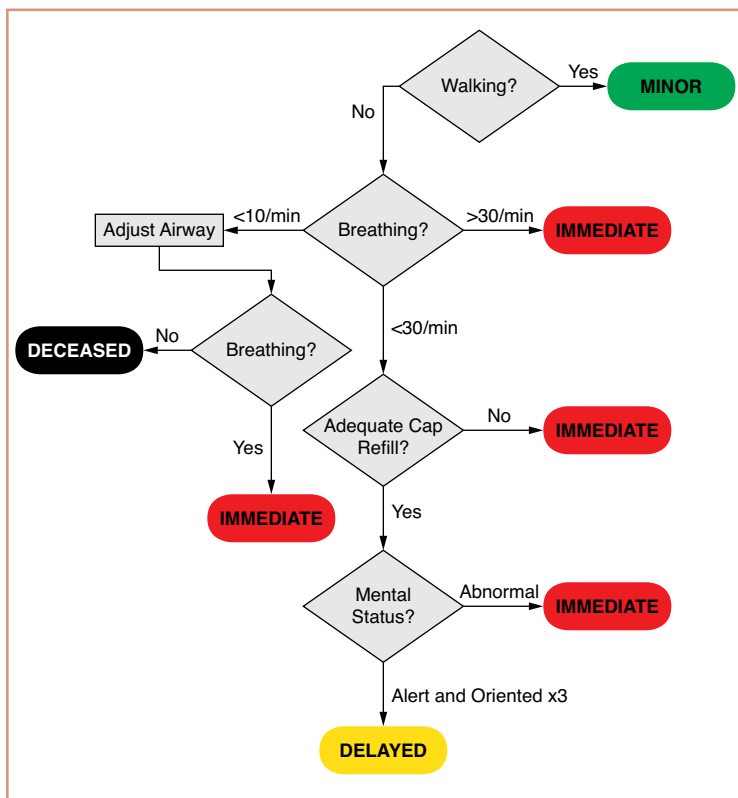 Walking?
Yes
MINOR
No
<10/min
Adjust Airway
Breathing?
>30/min
IMMEDIATE
<30/min
DECEASED
No
Breathing?
Yes
IMMEDIATE
Adequate Cap
Refill?
No
IMMEDIATE
Yes
Mental
Status?
Abnormal
IMMEDIATE
Alert and Oriented x3
DELAYED